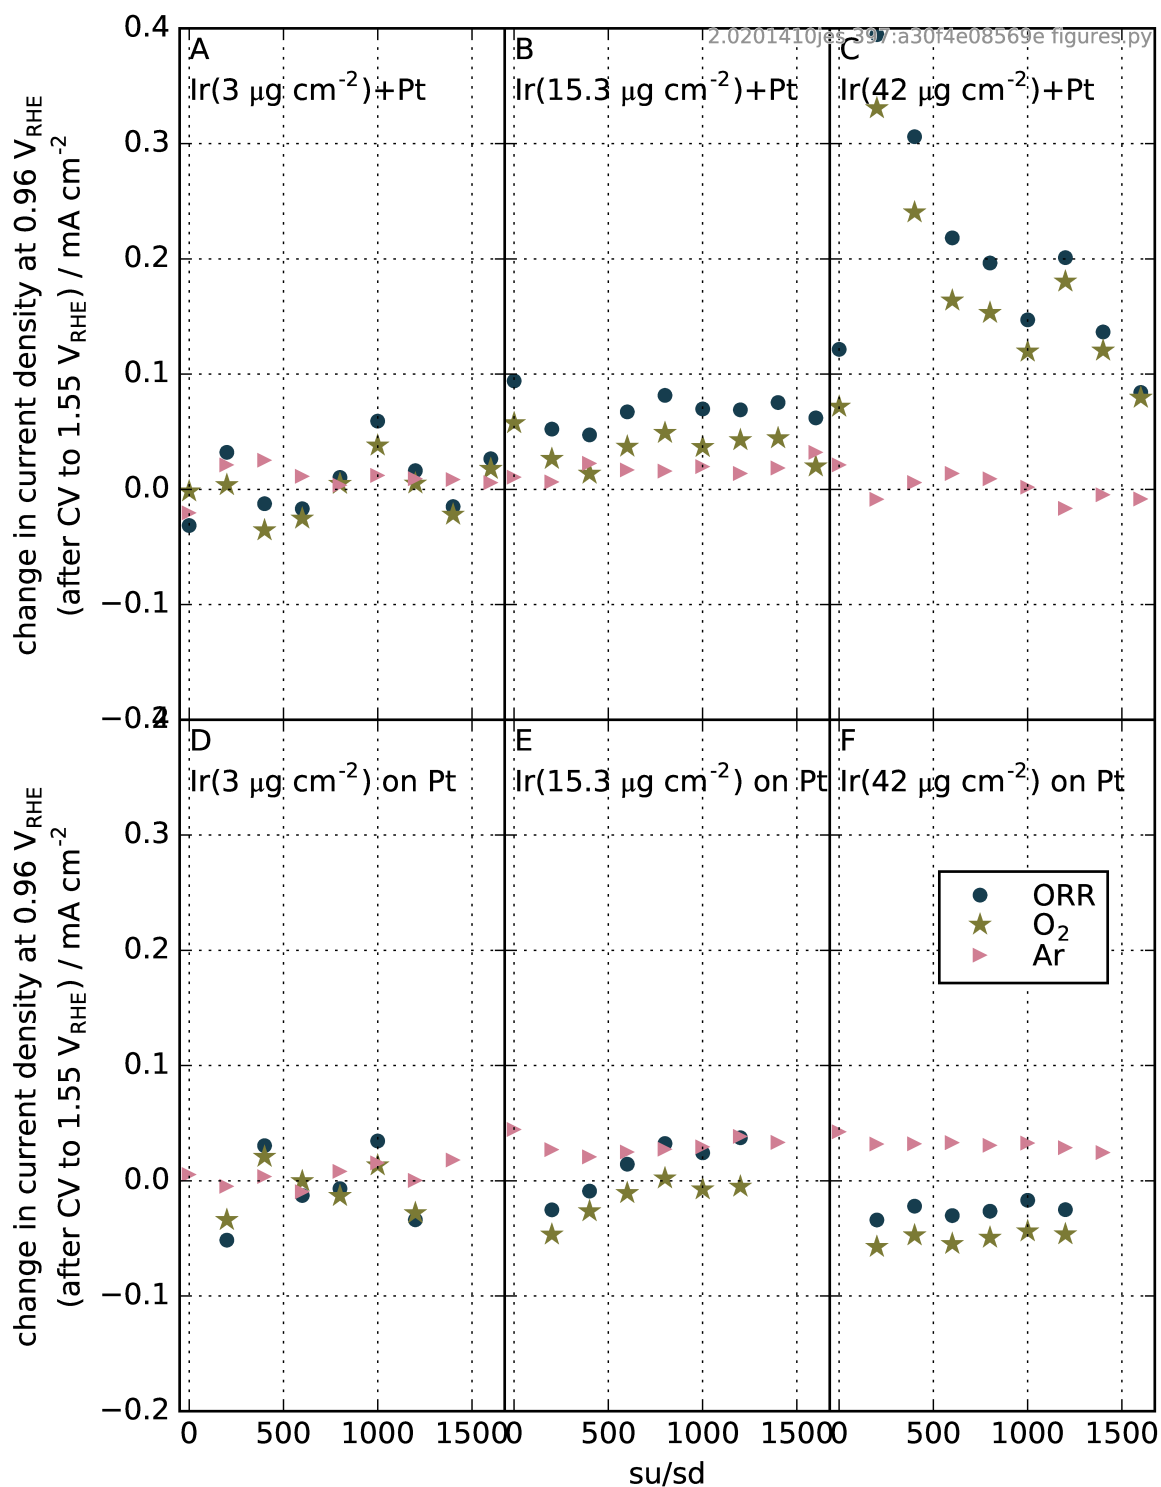 2.0201410jes-397:a30f4e08569e figures.py
A
B
C
Ir(3 μg cm-2)+Pt
Ir(15.3 μg cm-2)+Pt
Ir(42 μg cm-2)+Pt
0.4
0.3
0.2
0.1
0.0
−0.1
−0.2
change in current density at 0.96 VRHE
(after CV to 1.55 VRHE) / mA cm-2
D
E
F
Ir(3 μg cm-2) on Pt
Ir(15.3 μg cm-2) on Pt
Ir(42 μg cm-2) on Pt
0.4
0.3
0.2
0.1
0.0
−0.1
−0.2
change in current density at 0.96 VRHE
(after CV to 1.55 VRHE) / mA cm-2
ORR
O2
Ar
0 500 1000 1500
0 500 1000 1500
0 500 1000 1500
su/sd